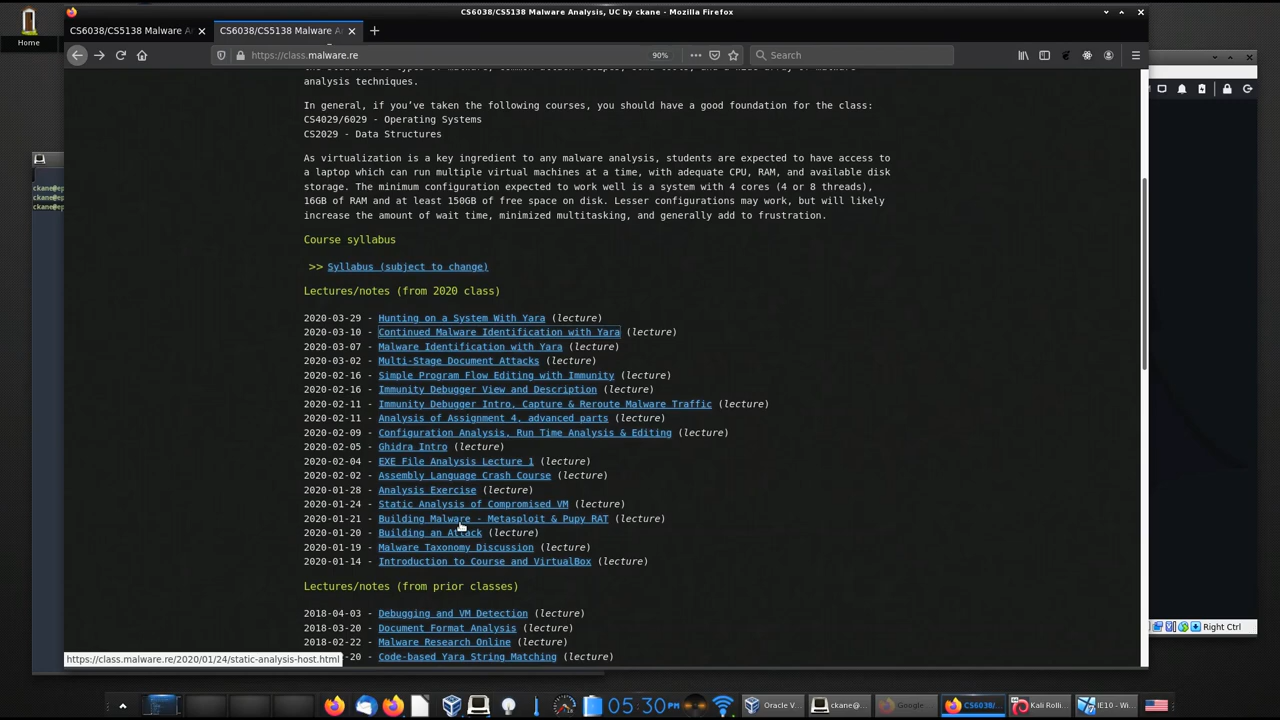 CS6038/CS5138 Malware Analysis, UC by ckane - Mozilla Firefox
Home
CS6038/CS5138 Malware A
CS6038/CS5138 Malware A
https://class.malware.re
90%
Search
analysis techniques.
In general, if you've taken the following courses, you should have a good foundation for the class:
CS4029/6029 - Operating Systems
CS2029 - Data Structures
As virtualization is a key ingredient to any malware analysis, students are expected to have access to
a laptop which can run multiple virtual machines at a time, with adequate CPU, RAM, and available disk
storage. The minimum configuration expected to work well is a system with 4 cores (4 or 8 threads),
16GB of RAM and at least 150GB of free space on disk. Lesser configurations may work, but will likely
increase the amount of wait time, minimized multitasking, and generally add to frustration.
ckane@ep
ckane@ep
ckane@ep
Course syllabus
>> Syllabus (subject to change)
Lectures/notes (from 2020 class)
2020-03-29 - Hunting on a System With Yara (lecture)
2020-03-10 - Continued Malware Identification with Yara (lecture)
2020-03-07 - Malware Identification with Yara (lecture)
2020-03-02 - Multi-Stage Document Attacks (lecture)
2020-02-16 - Simple Program Flow Editing with Immunity (lecture)
2020-02-16 - Immunity Debugger View and Description (lecture)
2020-02-11 - Immunity Debugger Intro, Capture & Reroute Malware Traffic (lecture)
2020-02-11 - Analysis of Assignment 4, advanced parts (lecture)
2020-02-09 - Configuration Analysis, Run Time Analysis & Editing (lecture)
2020-02-05 - Ghidra Intro (lecture)
2020-02-04 - EXE File Analysis Lecture 1 (lecture)
2020-02-02 - Assembly Language Crash Course (lecture)
2020-01-28 - Analysis Exercise (lecture)
2020-01-24 - Static Analysis of Compromised VM (lecture)
2020-01-21 - Building Malware - Metasploit & Pupy RAT (lecture)
2020-01-20 - Building an Attack (lecture)
2020-01-19 - Malware Taxonomy Discussion (lecture)
2020-01-14 - Introduction to Course and VirtualBox (lecture)
Lectures/notes (from prior classes)
2018-04-03 - Debugging and VM Detection (lecture)
2018-03-20 - Document Format Analysis (lecture)
2018-02-22 - Malware Research Online (lecture)
-20 - Code-based Yara String Matching (lecture)
https://class.malware.re/2020/01/24/static-analysis-host.html
Right Ctrl
05:30 PM
Oracle V...
ckane@...
Google
CS6038/...
Kali Rolli...
IE10 - Wi...